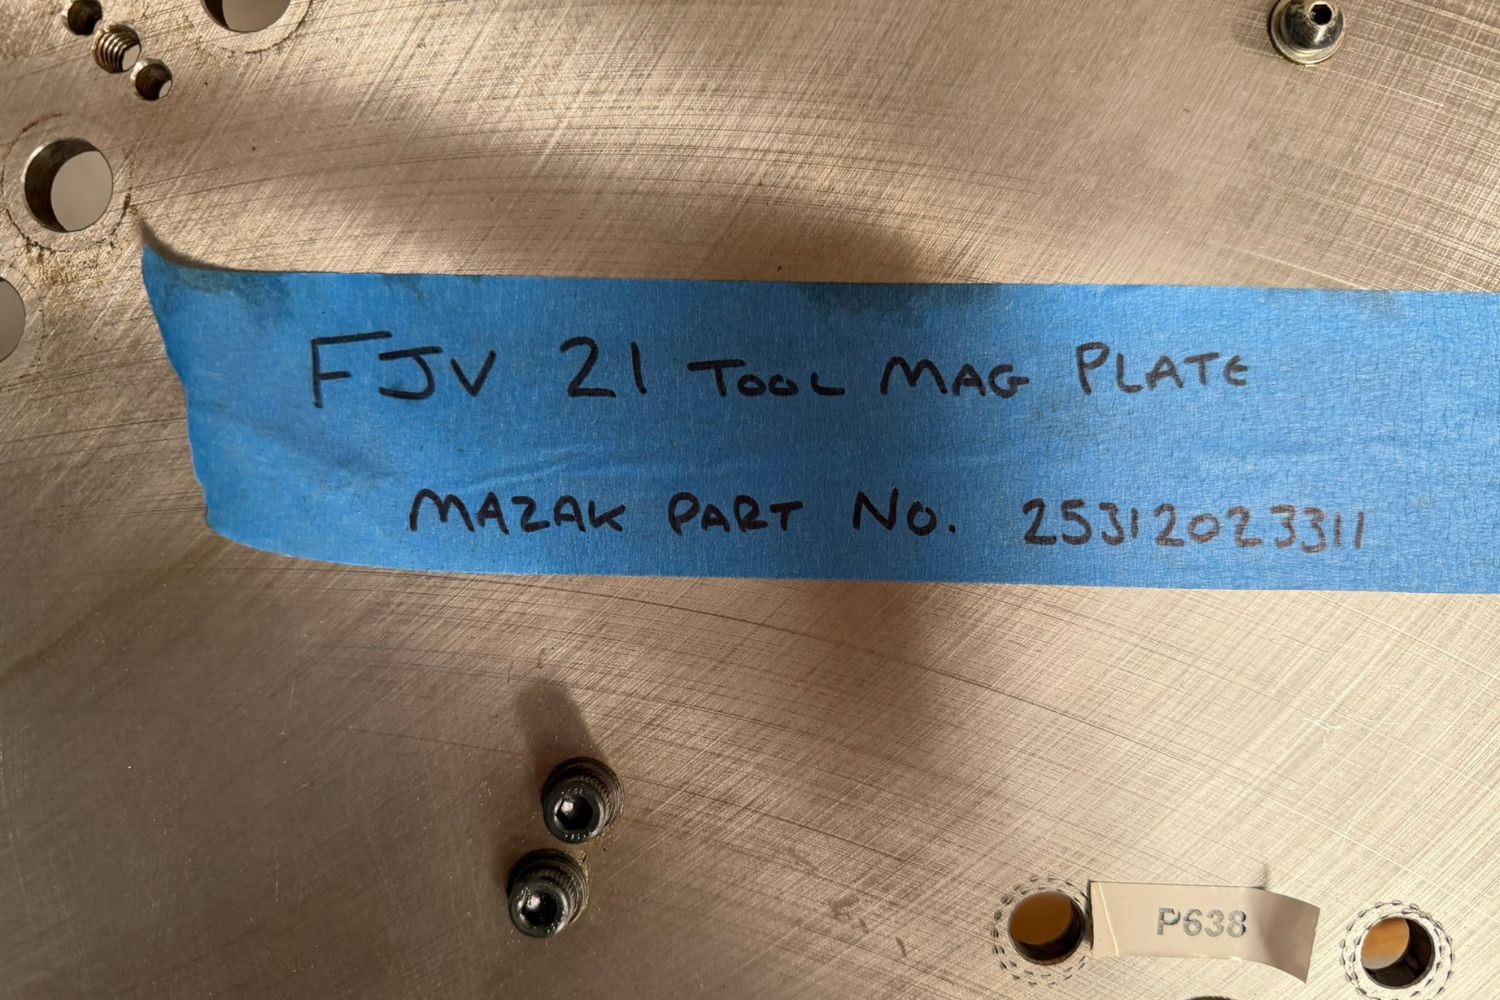 FJV 21 TOOL MAG PLATE
MAZAK PART NO. 25312023311
P638